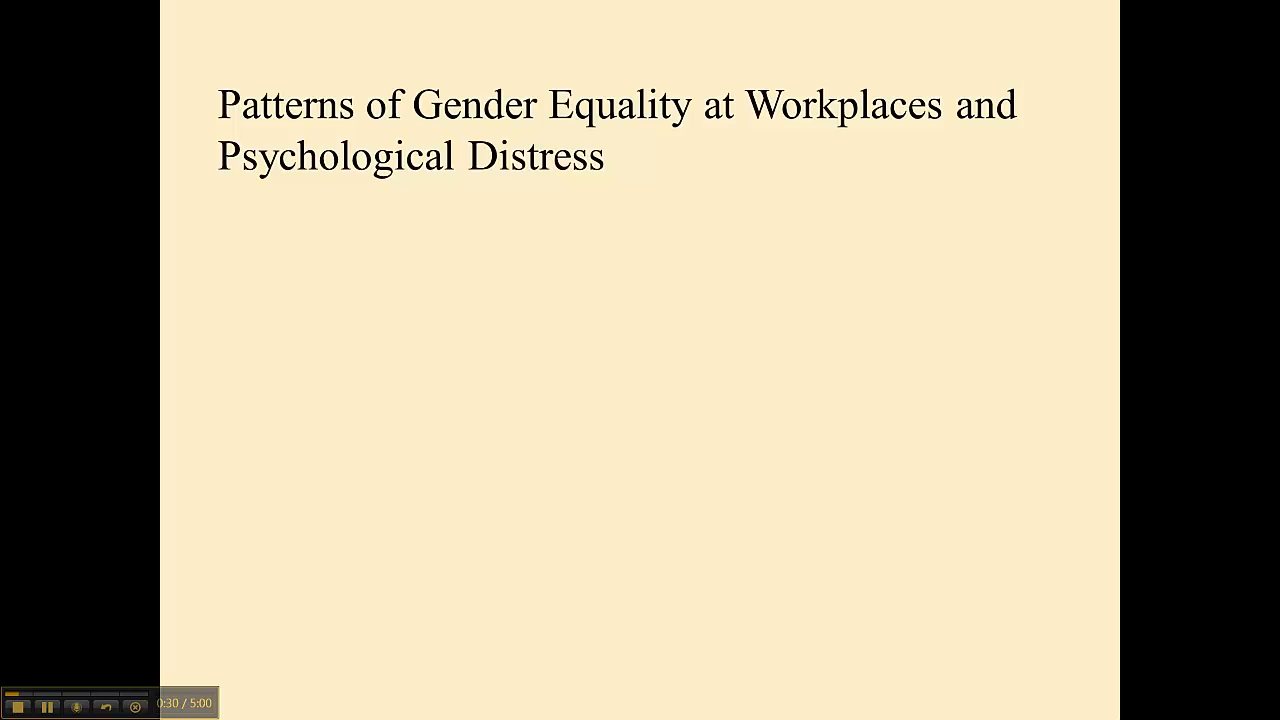 Patterns of Gender Equality at Workplaces and
Psychological Distress
0:30 / 5:00